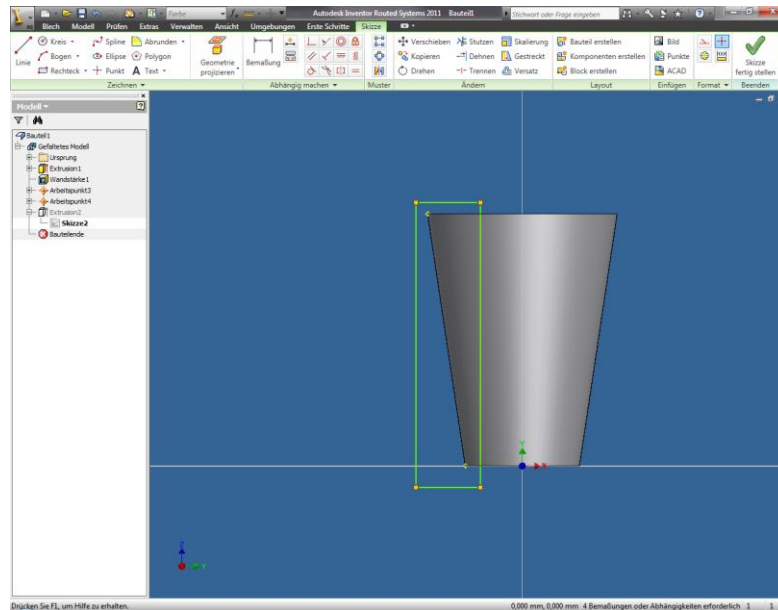 Farbe
Autodesk Inventor Routed Systems 2011 Bauteil1
Stichwort oder Frage eingeben
Blech Modell Prüfen Extras Verwalten Ansicht Umgebungen Erste Schritte Skizze
Linie
Kreis Spline Abrunden
Bogen Ellipse Polygon
Rechteck Punkt A Text
Geometrie projizieren
Bemaßung
Verschieben Stutzen Skalierung
Kopieren Dehnen Gestreckt
Drehen Trennen Versatz
Bauteil erstellen
Komponenten erstellen
Block erstellen
Bild
Punkte
ACAD
Skizze fertig stellen
Zeichnen Abhängig machen Muster Ändern Layout Einfügen Format Beenden
Modell
Bauteil1
Gefaltetes Modell
Ursprung
Extrusion1
Wandstärke1
Arbeitspunkt3
Arbeitspunkt4
Extrusion2
Skizze2
Bauteilende
Y
X
Z
Y
Drücken Sie F1, um Hilfe zu erhalten.
0,000 mm, 0,000 mm 4 Bemaßungen oder Abhängigkeiten erforderlich 1 1